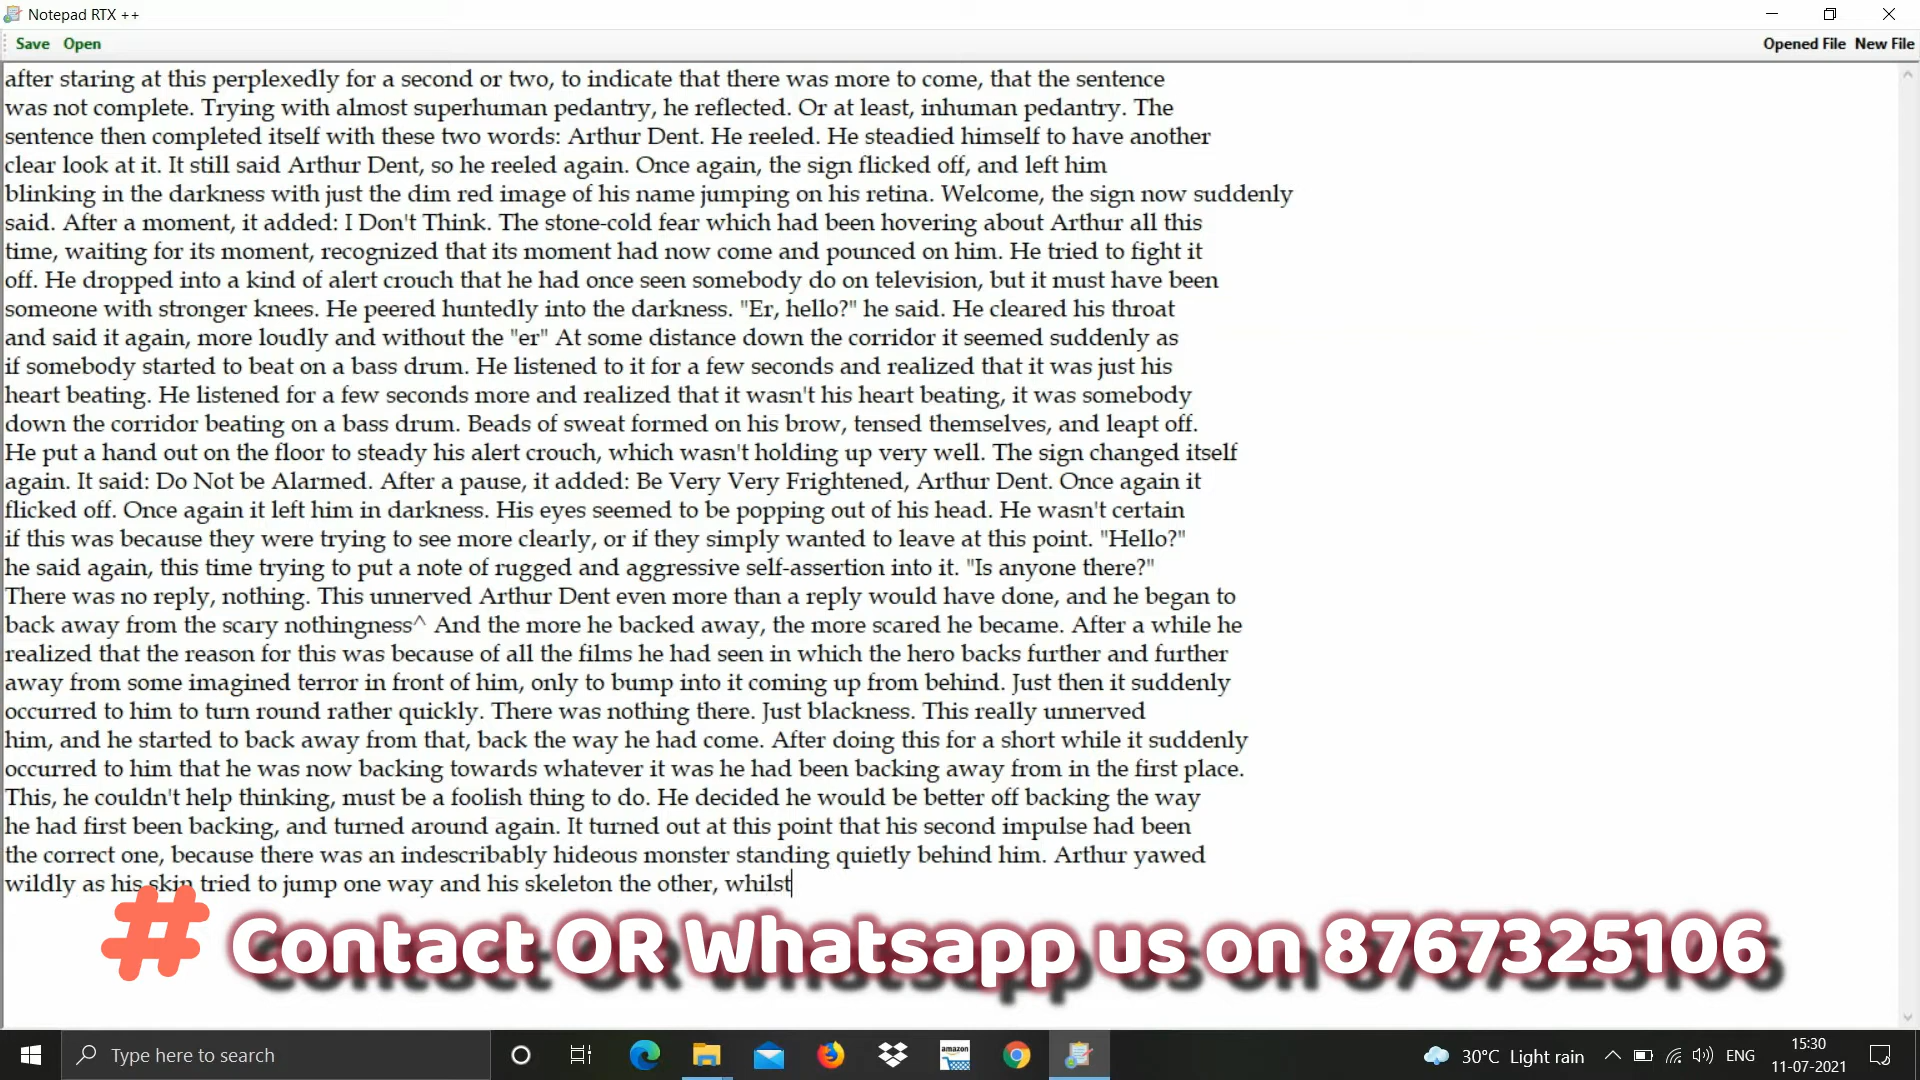 Notepad RTX ++
Save Open Opened File New File
after staring at this perplexedly for a second or two, to indicate that there was more to come, that the sentence
was not complete. Trying with almost superhuman pedantry, he reflected. Or at least, inhuman pedantry. The
sentence then completed itself with these two words: Arthur Dent. He reeled. He steadied himself to have another
clear look at it. It still said Arthur Dent, so he reeled again. Once again, the sign flicked off, and left him
blinking in the darkness with just the dim red image of his name jumping on his retina. Welcome, the sign now suddenly
said. After a moment, it added: I Don't Think. The stone-cold fear which had been hovering about Arthur all this
time, waiting for its moment, recognized that its moment had now come and pounced on him. He tried to fight it
off. He dropped into a kind of alert crouch that he had once seen somebody do on television, but it must have been
someone with stronger knees. He peered huntedly into the darkness. "Er, hello?" he said. He cleared his throat
and said it again, more loudly and without the "er" At some distance down the corridor it seemed suddenly as
if somebody started to beat on a bass drum. He listened to it for a few seconds and realized that it was just his
heart beating. He listened for a few seconds more and realized that it wasn't his heart beating, it was somebody
down the corridor beating on a bass drum. Beads of sweat formed on his brow, tensed themselves, and leapt off.
He put a hand out on the floor to steady his alert crouch, which wasn't holding up very well. The sign changed itself
again. It said: Do Not be Alarmed. After a pause, it added: Be Very Very Frightened, Arthur Dent. Once again it
flicked off. Once again it left him in darkness. His eyes seemed to be popping out of his head. He wasn't certain
if this was because they were trying to see more clearly, or if they simply wanted to leave at this point. "Hello?"
he said again, this time trying to put a note of rugged and aggressive self-assertion into it. "Is anyone there?"
There was no reply, nothing. This unnerved Arthur Dent even more than a reply would have done, and he began to
back away from the scary nothingness^ And the more he backed away, the more scared he became. After a while he
realized that the reason for this was because of all the films he had seen in which the hero backs further and further
away from some imagined terror in front of him, only to bump into it coming up from behind. Just then it suddenly
occurred to him to turn round rather quickly. There was nothing there. Just blackness. This really unnerved
him, and he started to back away from that, back the way he had come. After doing this for a short while it suddenly
occurred to him that he was now backing towards whatever it was he had been backing away from in the first place.
This, he couldn't help thinking, must be a foolish thing to do. He decided he would be better off backing the way
he had first been backing, and turned around again. It turned out at this point that his second impulse had been
the correct one, because there was an indescribably hideous monster standing quietly behind him. Arthur yawed
wildly as his skin tried to jump one way and his skeleton the other, whilst
# Contact OR Whatsapp us on 8767325106
Type here to search
amazon
30°C Light rain
ENG
15:30
11-07-2021